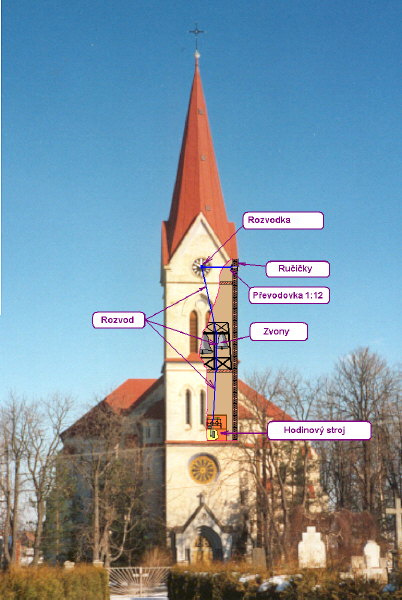 Rozvodka
Ručičky
Převodovka 1:12
Rozvod
Zvony
Hodinový stroj